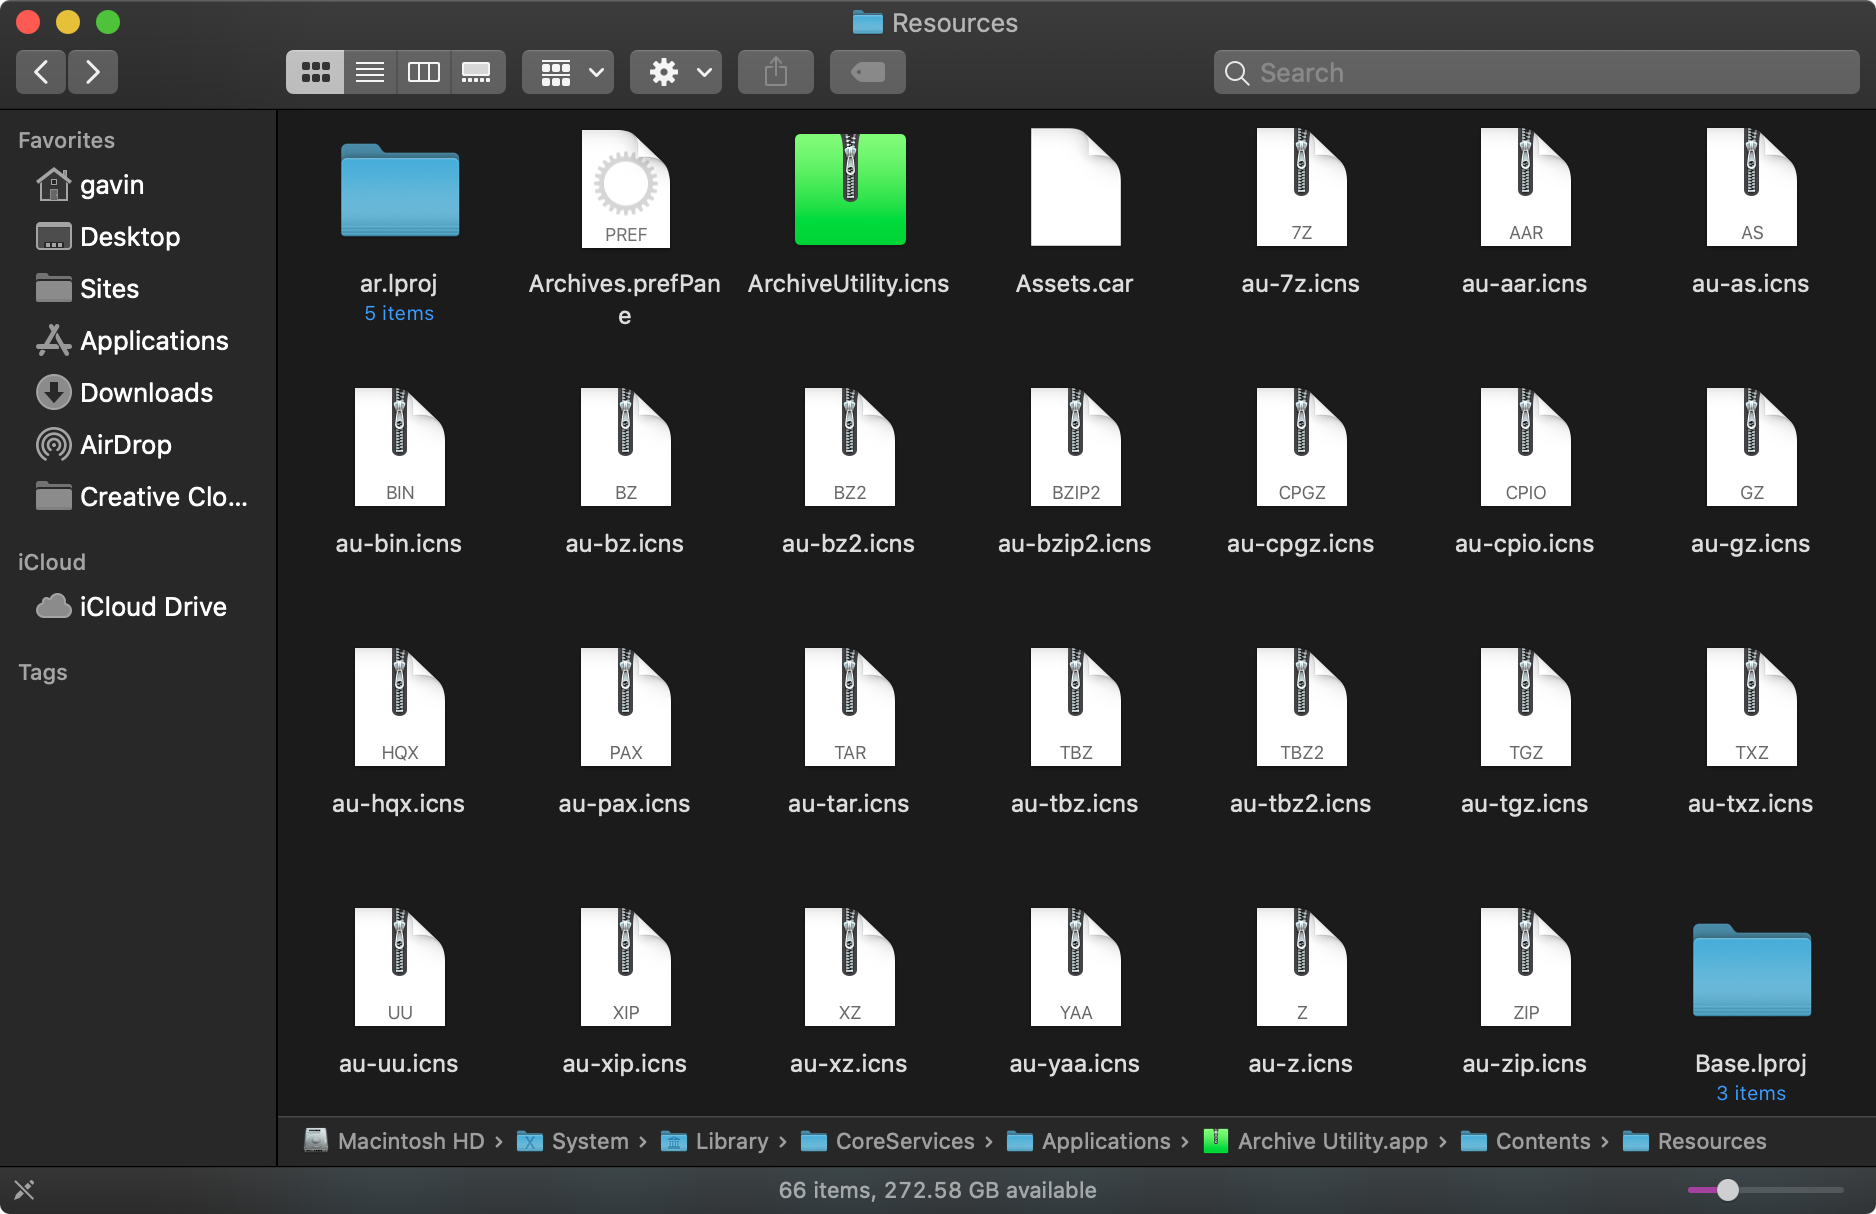 Resources
Search
Favorites
gavin
Desktop
Sites
Applications
Downloads
AirDrop
Creative Clo...
iCloud
iCloud Drive
Tags
PREF
7Z
AAR
AS
ar.lproj
Archives.prefPan
e
ArchiveUtility.icns
Assets.car
au-7z.icns
au-aar.icns
au-as.icns
5 items
BIN
BZ
BZ2
BZIP2
CPGZ
CPIO
GZ
au-bin.icns
au-bz.icns
au-bz2.icns
au-bzip2.icns
au-cpgz.icns
au-cpio.icns
au-gz.icns
HQX
PAX
TAR
TBZ
TBZ2
TGZ
TXZ
au-hqx.icns
au-pax.icns
au-tar.icns
au-tbz.icns
au-tbz2.icns
au-tgz.icns
au-txz.icns
UU
XIP
XZ
YAA
Z
ZIP
au-uu.icns
au-xip.icns
au-xz.icns
au-yaa.icns
au-z.icns
au-zip.icns
Base.lproj
3 items
Macintosh HD › System › Library › CoreServices › Applications › Archive Utility.app › Contents › Resources
66 items, 272.58 GB available